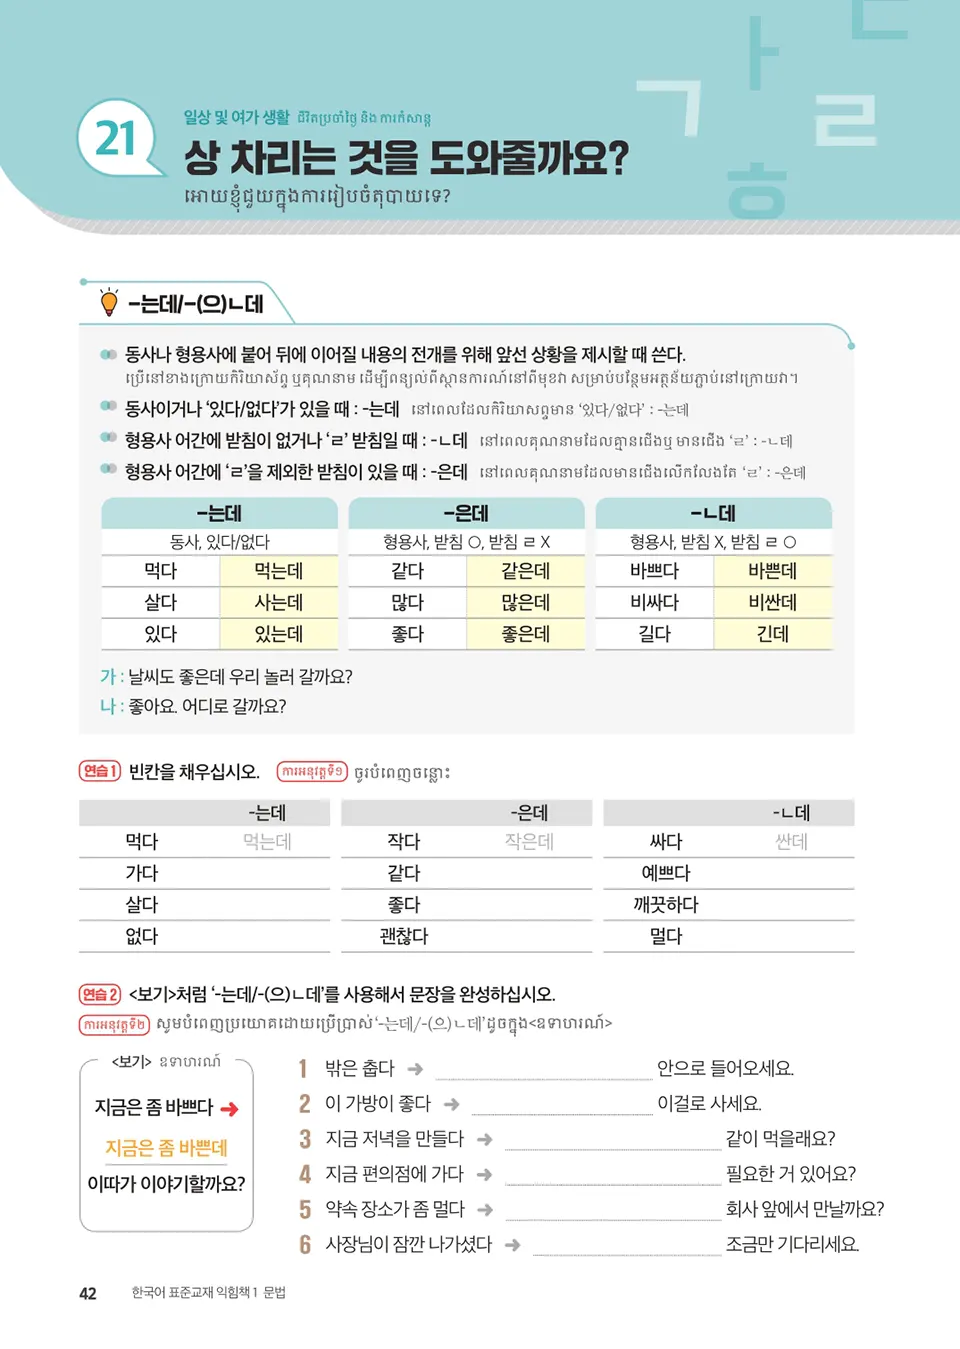 21
일상 및 여가 생활 ជីវិតប្រចាំថ្ងៃ និង ការកំសាន្ត
상 차리는 것을 도와줄까요?
អោយខ្ញុំជួយក្នុងការរៀបចំតុបាយទេ?
ㄱ ㅏ ㄹ ㄷ ㅎ
-는데/-(으)ㄴ데
동사나 형용사에 붙어 뒤에 이어질 내용의 전개를 위해 앞선 상황을 제시할 때 쓴다.
ប្រើនៅខាងក្រោយកិរិយាស័ព្ទ ឬគុណនាម ដើម្បីពន្យល់ពីស្ថានការណ៍នៅពីមុខវា សម្រាប់បន្ថែមអត្ថន័យភ្ជាប់នៅក្រោយវា។
동사이거나 ‘있다/없다’가 있을 때 : -는데 នៅពេលដែលកិរិយាសព្ទមាន ‘있다/없다’ : -는데
형용사 어간에 받침이 없거나 ‘ㄹ’ 받침일 때 : -ㄴ데 នៅពេលគុណនាមដែលគ្មានជើងឬ មានជើង ‘ㄹ’ : -ㄴ데
형용사 어간에 ‘ㄹ’을 제외한 받침이 있을 때 : -은데 នៅពេលគុណនាមដែលមានជើងលើកលែងតែ ‘ㄹ’ : -은데
-는데 -은데 -ㄴ데
동사, 있다/없다 형용사, 받침 O, 받침 ㄹ X 형용사, 받침 X, 받침 ㄹ O
먹다 먹는데 같다 같은데 바쁘다 바쁜데
살다 사는데 많다 많은데 비싸다 비싼데
있다 있는데 좋다 좋은데 길다 긴데
가 : 날씨도 좋은데 우리 놀러 갈까요?
나 : 좋아요. 어디로 갈까요?
연습 1 빈칸을 채우십시오. ការអនុវត្តទី១ ចូរបំពេញចន្លោះ
-는데 -은데 -ㄴ데
먹다 먹는데 작다 작은데 싸다 싼데
가다 같다 예쁘다
살다 좋다 깨끗하다
없다 괜찮다 멀다
연습 2 <보기>처럼 ‘-는데/-(으)ㄴ데’를 사용해서 문장을 완성하십시오.
ការអនុវត្តទី២ សូមបំពេញប្រយោគដោយប្រើប្រាស់ ‘-는데/-(으)ㄴ데’ ដូចក្នុង<ឧទាហរណ៍>
<보기> ឧទាហរណ៍
지금은 좀 바쁘다 ➜
지금은 좀 바쁜데
이따가 이야기할까요?
1 밖은 춥다 ➜ 안으로 들어오세요.
2 이 가방이 좋다 ➜ 이걸로 사세요.
3 지금 저녁을 만들다 ➜ 같이 먹을래요?
4 지금 편의점에 가다 ➜ 필요한 거 있어요?
5 약속 장소가 좀 멀다 ➜ 회사 앞에서 만날까요?
6 사장님이 잠깐 나가셨다 ➜ 조금만 기다리세요.
42 한국어 표준교재 익힘책 1 문법